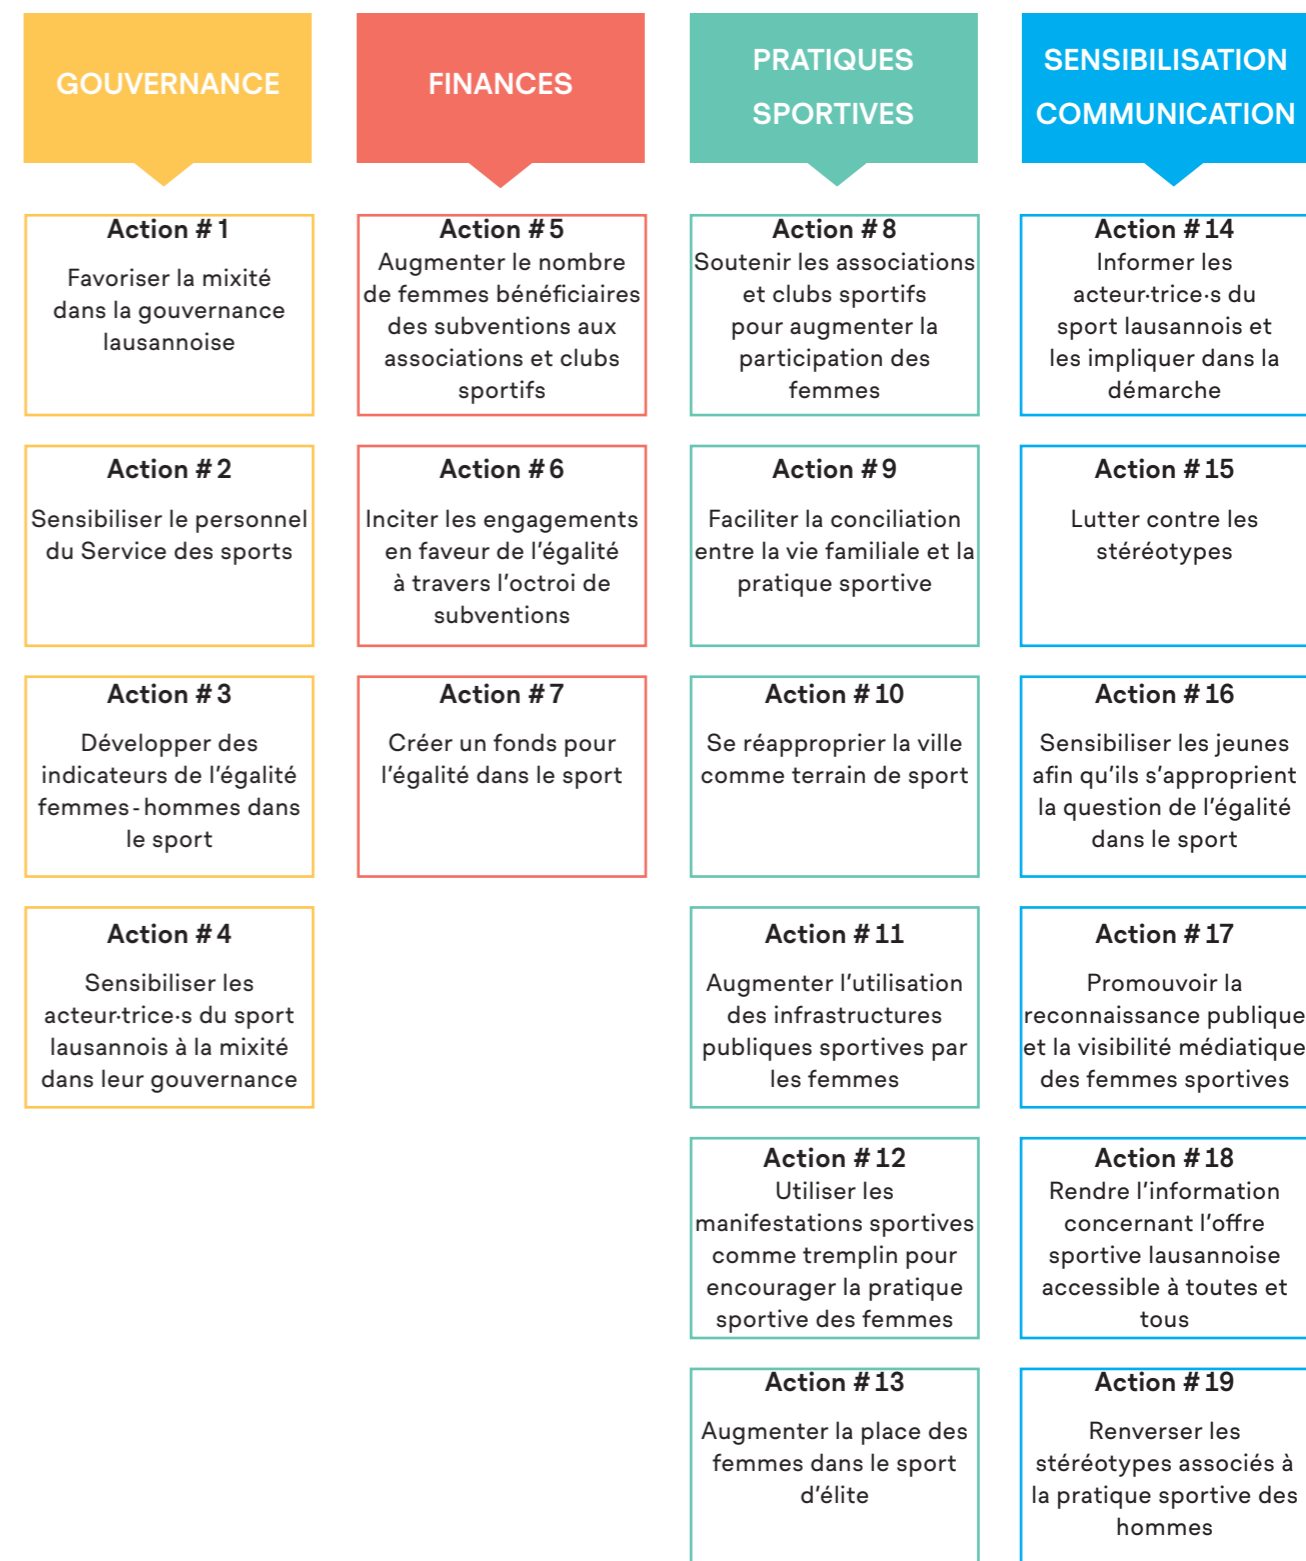 GOUVERNANCE
Action # 1
Favoriser la mixité
dans la gouvernance
lausannoise
Action # 2
Sensibiliser le personnel
du Service des sports
Action # 3
Développer des
indicateurs de l'égalité
femmes-hommes dans
le sport
Action # 4
Sensibiliser les
acteur·trice·s du sport
lausannois à la mixité
dans leur gouvernance
FINANCES
Action # 5
Augmenter le nombre
de femmes bénéficiaires
des subventions aux
associations et clubs
sportifs
Action # 6
Inciter les engagements
en faveur de l'égalité
à travers l'octroi de
subventions
Action # 7
Créer un fonds pour
l'égalité dans le sport
PRATIQUES
SPORTIVES
Action # 8
Soutenir les associations
et clubs sportifs
pour augmenter la
participation des
femmes
Action # 9
Faciliter la conciliation
entre la vie familiale et la
pratique sportive
Action # 10
Se réapproprier la ville
comme terrain de sport
Action # 11
Augmenter l'utilisation
des infrastructures
publiques sportives par
les femmes
Action # 12
Utiliser les
manifestations sportives
comme tremplin pour
encourager la pratique
sportive des femmes
Action # 13
Augmenter la place des
femmes dans le sport
d'élite
SENSIBILISATION
COMMUNICATION
Action # 14
Informer les
acteur·trice·s du
sport lausannois et
les impliquer dans la
démarche
Action # 15
Lutter contre les
stéréotypes
Action # 16
Sensibiliser les jeunes
afin qu'ils s'approprient
la question de l'égalité
dans le sport
Action # 17
Promouvoir la
reconnaissance publique
et la visibilité médiatique
des femmes sportives
Action # 18
Rendre l'information
concernant l'offre
sportive lausannoise
accessible à toutes et
tous
Action # 19
Renverser les
stéréotypes associés à
la pratique sportive des
hommes